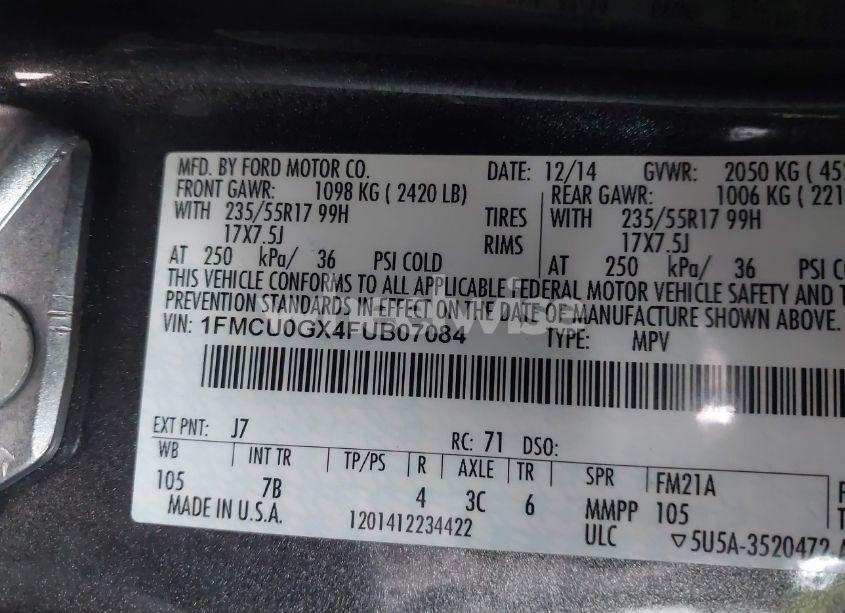 MFD. BY FORD MOTOR CO. DATE: 12/14 GVWR: 2050 KG ( 45
FRONT GAWR: 1098 KG ( 2420 LB) REAR GAWR: 1006 KG ( 221
WITH 235/55R17 99H TIRES WITH 235/55R17 99H
17X7.5J RIMS 17X7.5J
AT 250 kPa/ 36 PSI COLD AT 250 kPa/ 36 PSI C
THIS VEHICLE CONFORMS TO ALL APPLICABLE FEDERAL MOTOR VEHICLE SAFETY AND T
PREVENTION STANDARDS IN EFFECT ON THE DATE OF MANUFACTURE SHOWN ABOVE.
VIN: 1FMCU0GX4FUB07084 TYPE: MPV
EXT PNT: J7 RC: 71 DSO:
WB INT TR TP/PS R AXLE TR SPR FM21A
105 7B 4 3C 6 MMPP 105
MADE IN U.S.A. 1201412234422 ULC ▽5U5A-3520472-